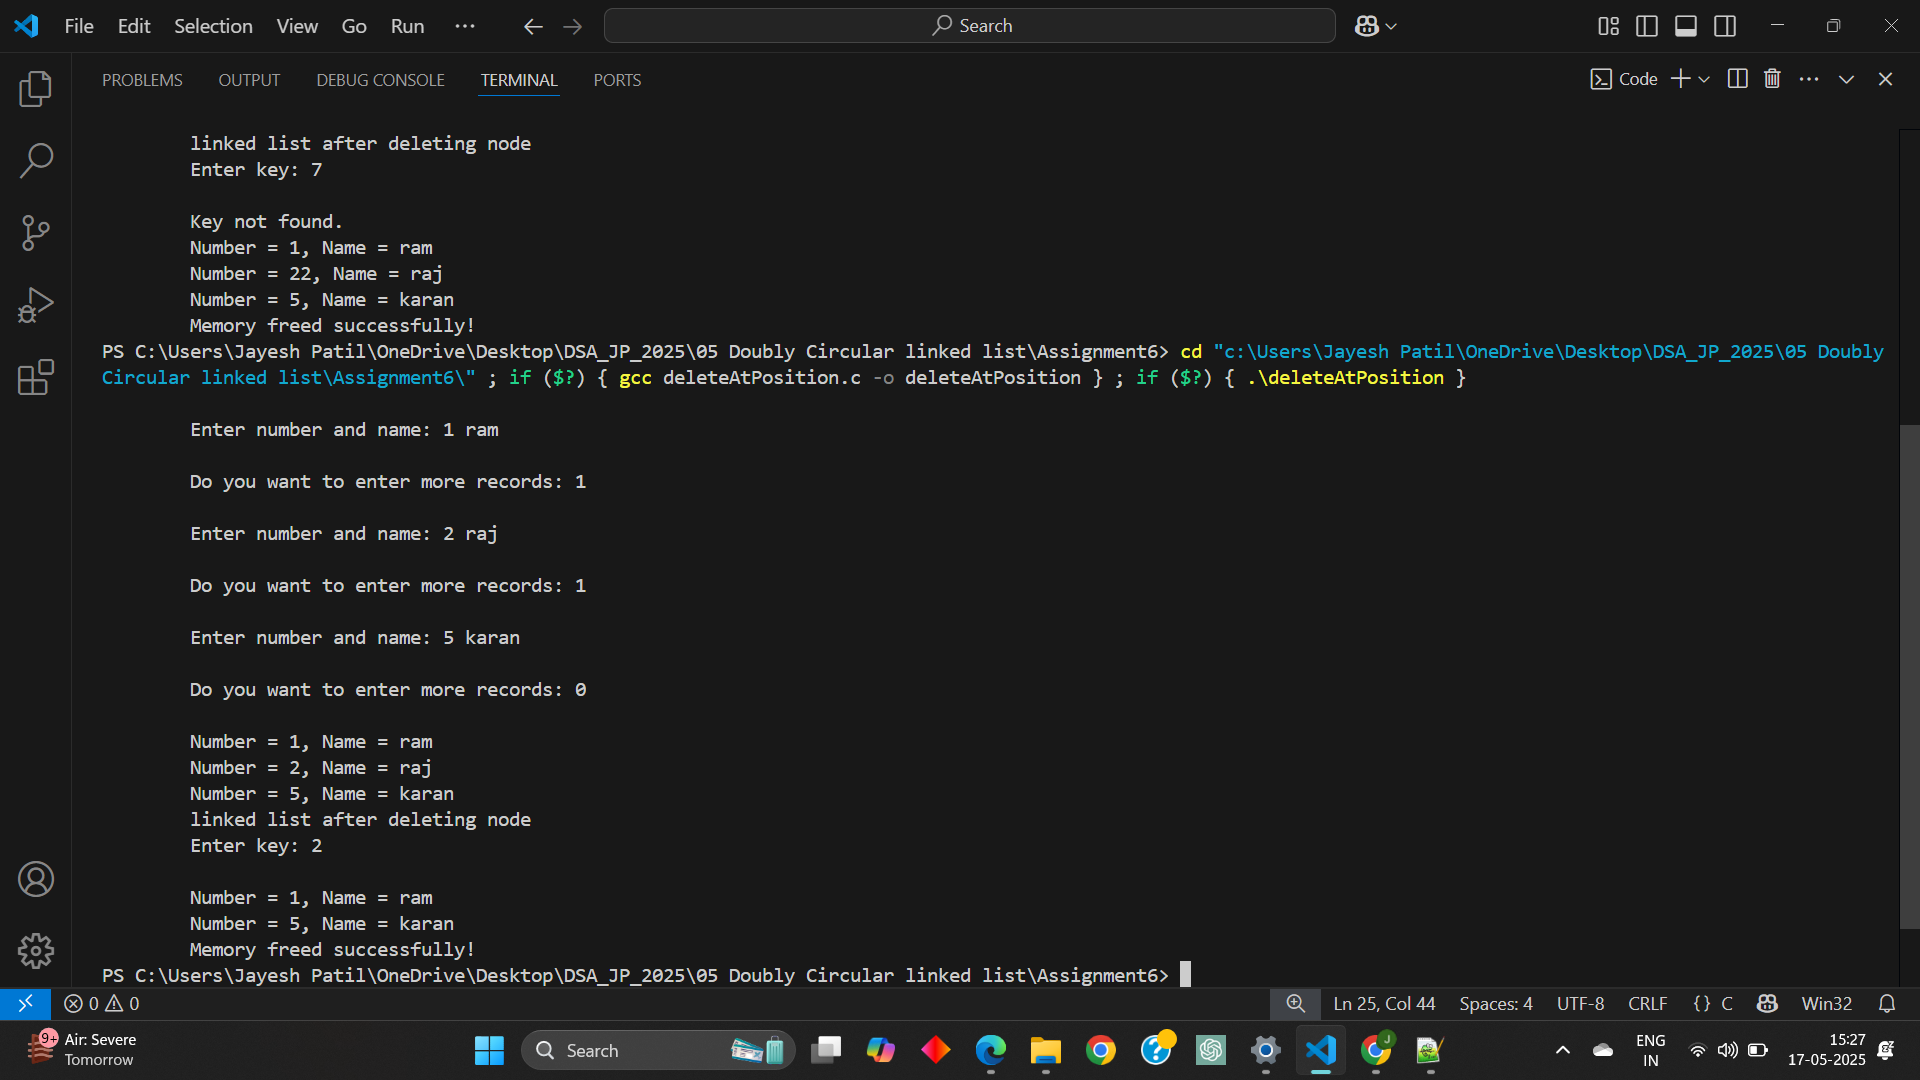 File Edit Selection View Go Run ··· Search
PROBLEMS OUTPUT DEBUG CONSOLE TERMINAL PORTS Code
linked list after deleting node
Enter key: 7
Key not found.
Number = 1, Name = ram
Number = 22, Name = raj
Number = 5, Name = karan
Memory freed successfully!
PS C:\Users\Jayesh Patil\OneDrive\Desktop\DSA_JP_2025\05 Doubly Circular linked list\Assignment6> cd "c:\Users\Jayesh Patil\OneDrive\Desktop\DSA_JP_2025\05 Doubly
Circular linked list\Assignment6\" ; if ($?) { gcc deleteAtPosition.c -o deleteAtPosition } ; if ($?) { .\deleteAtPosition }
Enter number and name: 1 ram
Do you want to enter more records: 1
Enter number and name: 2 raj
Do you want to enter more records: 1
Enter number and name: 5 karan
Do you want to enter more records: 0
Number = 1, Name = ram
Number = 2, Name = raj
Number = 5, Name = karan
linked list after deleting node
Enter key: 2
Number = 1, Name = ram
Number = 5, Name = karan
Memory freed successfully!
PS C:\Users\Jayesh Patil\OneDrive\Desktop\DSA_JP_2025\05 Doubly Circular linked list\Assignment6>
0 0 Ln 25, Col 44 Spaces: 4 UTF-8 CRLF {} C Win32
9+ Air: Severe
Tomorrow
Search
J
ENG
IN
15:27
17-05-2025